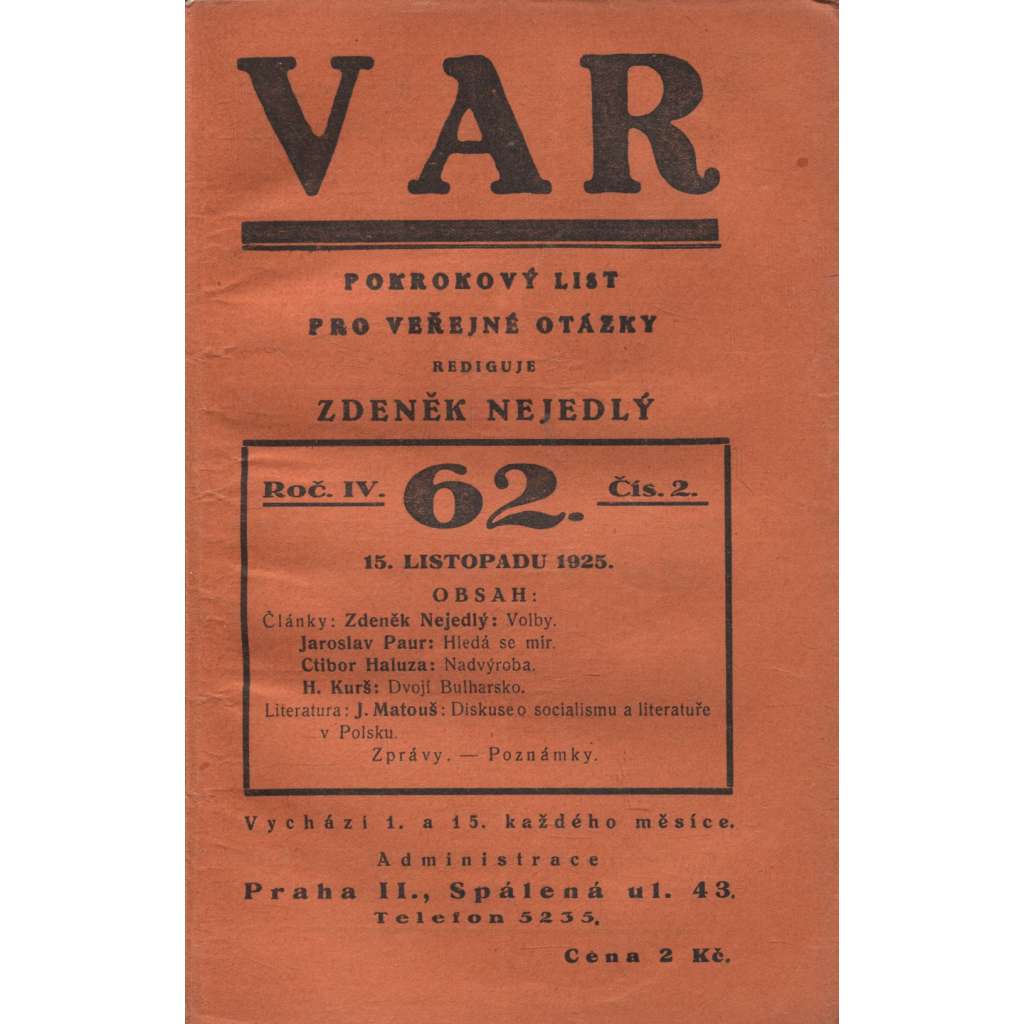 VAR
POKROKOVÝ LIST
PRO VEŘEJNÉ OTÁZKY
REDIGUJE
ZDENĚK NEJEDLÝ
Roč. IV. 62. Čís. 2.
15. LISTOPADU 1925.
OBSAH:
Články: Zdeněk Nejedlý: Volby.
Jaroslav Paur: Hledá se mír.
Ctibor Haluza: Nadvýroba.
H. Kurš: Dvojí Bulharsko.
Literatura: J. Matouš: Diskuse o socialismu a literatuře
v Polsku.
Zprávy. — Poznámky.
Vychází 1. a 15. každého měsíce.
Administrace
Praha II., Spálená ul. 43.
Telefon 5235.
Cena 2 Kč.